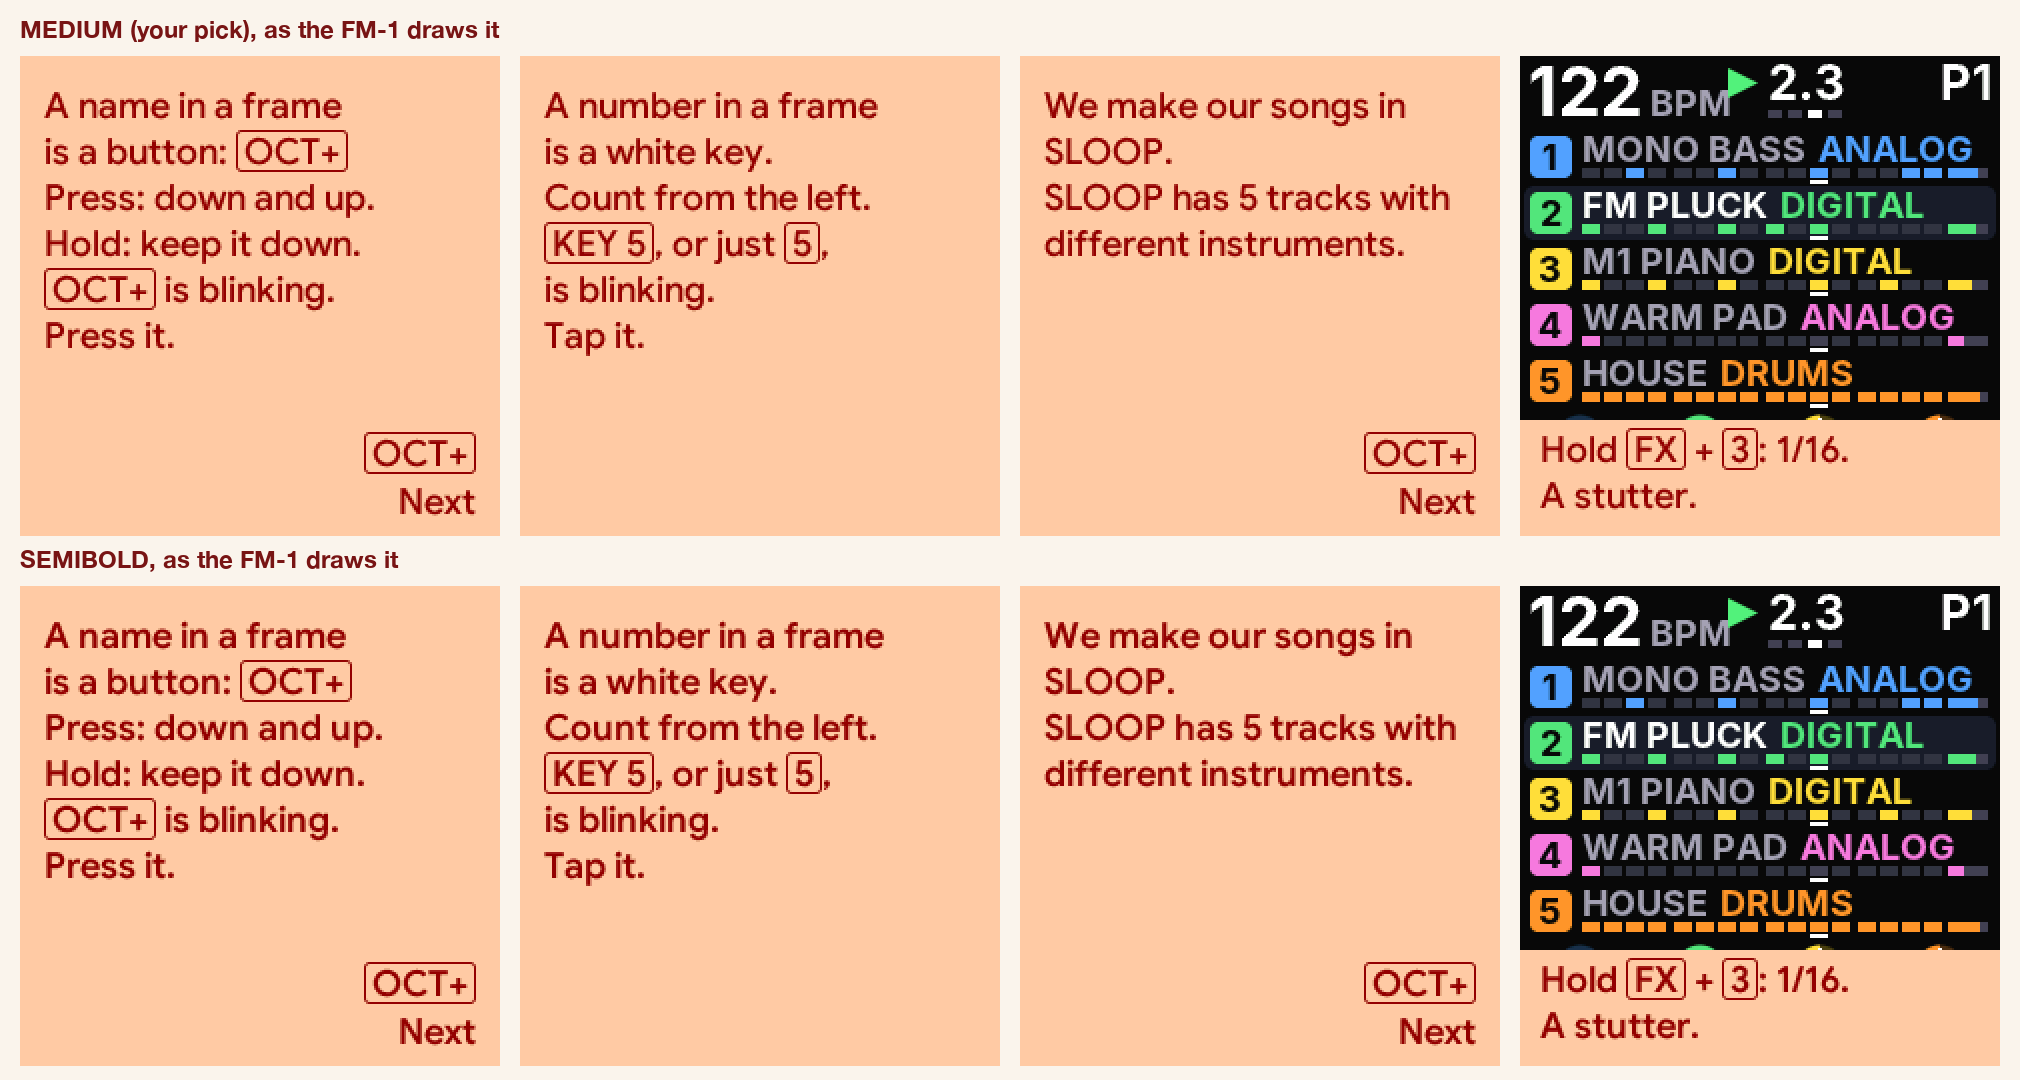 MEDIUM (your pick), as the FM-1 draws it
A name in a frame
is a button: OCT+
Press: down and up.
Hold: keep it down.
OCT+ is blinking.
Press it.
OCT+
Next
A number in a frame
is a white key.
Count from the left.
KEY 5, or just 5,
is blinking.
Tap it.
We make our songs in
SLOOP.
SLOOP has 5 tracks with
different instruments.
OCT+
Next
122 BPM 2.3 P1
1 MONO BASS ANALOG
2 FM PLUCK DIGITAL
3 M1 PIANO DIGITAL
4 WARM PAD ANALOG
5 HOUSE DRUMS
Hold FX + 3: 1/16.
A stutter.
SEMIBOLD, as the FM-1 draws it
A name in a frame
is a button: OCT+
Press: down and up.
Hold: keep it down.
OCT+ is blinking.
Press it.
OCT+
Next
A number in a frame
is a white key.
Count from the left.
KEY 5, or just 5,
is blinking.
Tap it.
We make our songs in
SLOOP.
SLOOP has 5 tracks with
different instruments.
OCT+
Next
122 BPM 2.3 P1
1 MONO BASS ANALOG
2 FM PLUCK DIGITAL
3 M1 PIANO DIGITAL
4 WARM PAD ANALOG
5 HOUSE DRUMS
Hold FX + 3: 1/16.
A stutter.